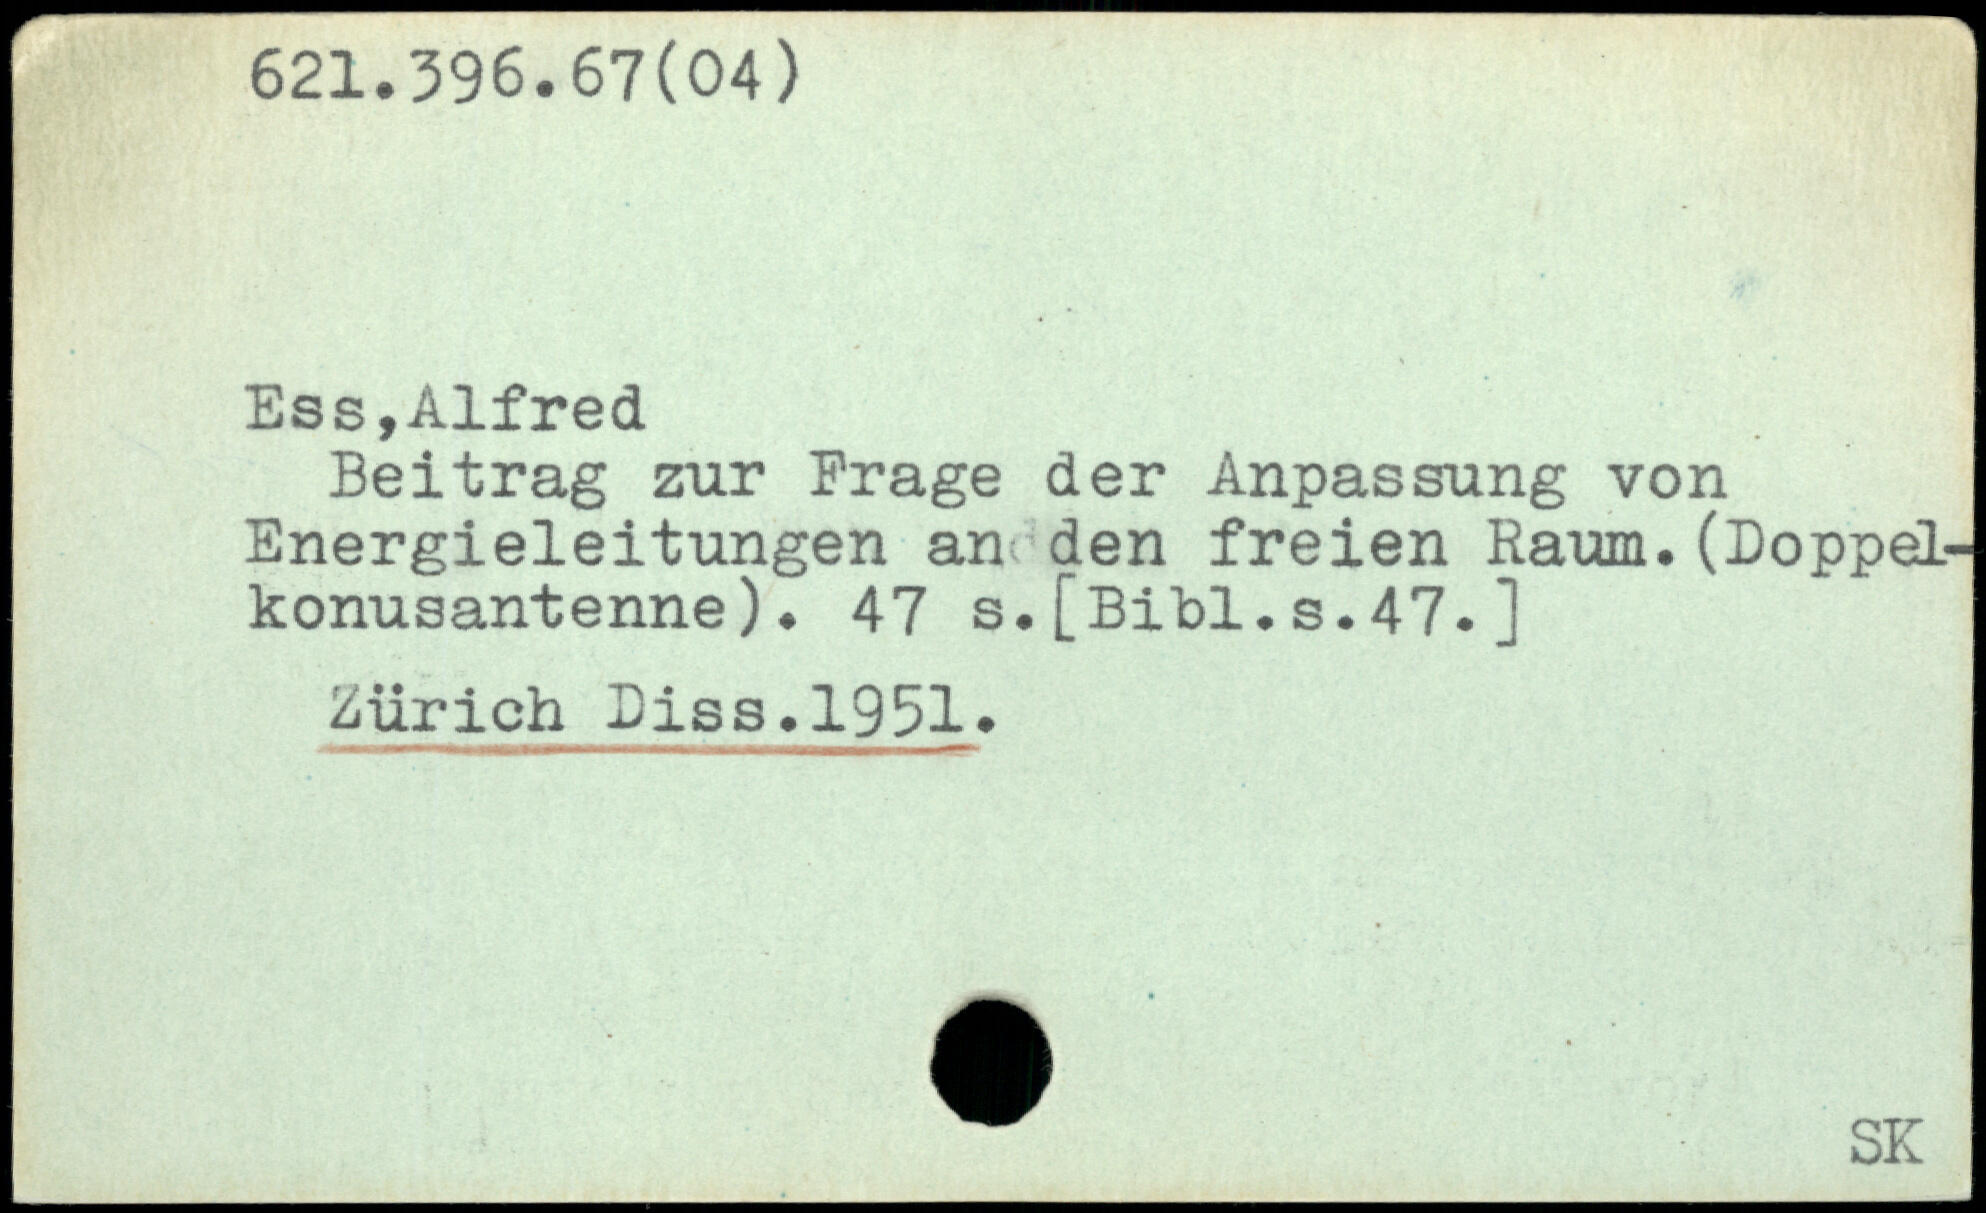 621.396.67(04)
Ess,Alfred
Beitrag zur Frage der Anpassung von
Energieleitungen an den freien Raum.(Doppel-
konusantenne). 47 s.[Bibl.s.47.]
Zürich Diss.1951.
SK